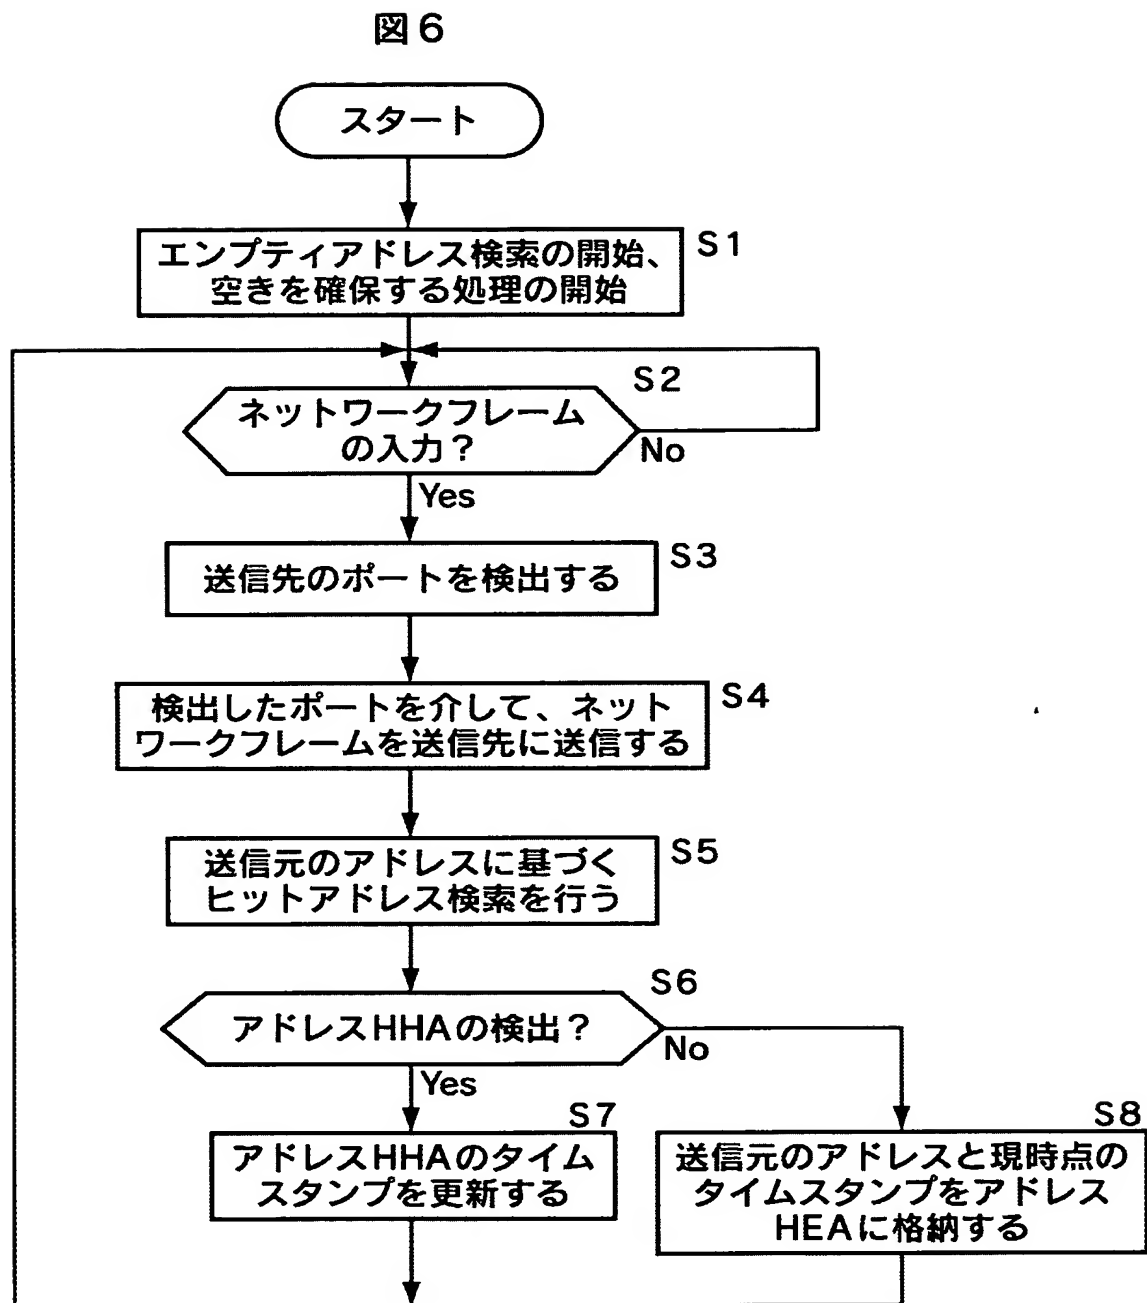 図6
スタート
S1
エンプティアドレス検索の開始、
空きを確保する処理の開始
S2
ネットワークフレーム
の入力?
No
Yes
S3
送信先のポートを検出する
S4
検出したポートを介して、ネット
ワークフレームを送信先に送信する
S5
送信元のアドレスに基づく
ヒットアドレス検索を行う
S6
アドレスHHAの検出?
No
Yes
S7
アドレスHHAのタイム
スタンプを更新する
S8
送信元のアドレスと現時点の
タイムスタンプをアドレス
HEAに格納する